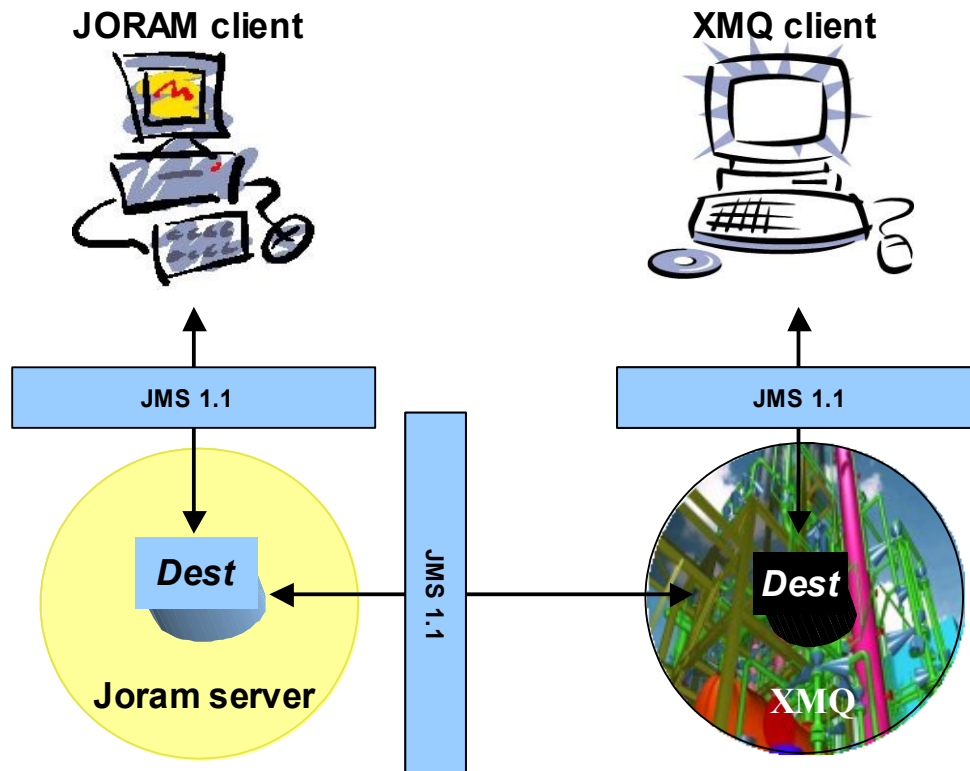 JORAM client
XMQ client
JMS 1.1
JMS 1.1
JMS 1.1
Dest
Dest
Joram server
XMQ